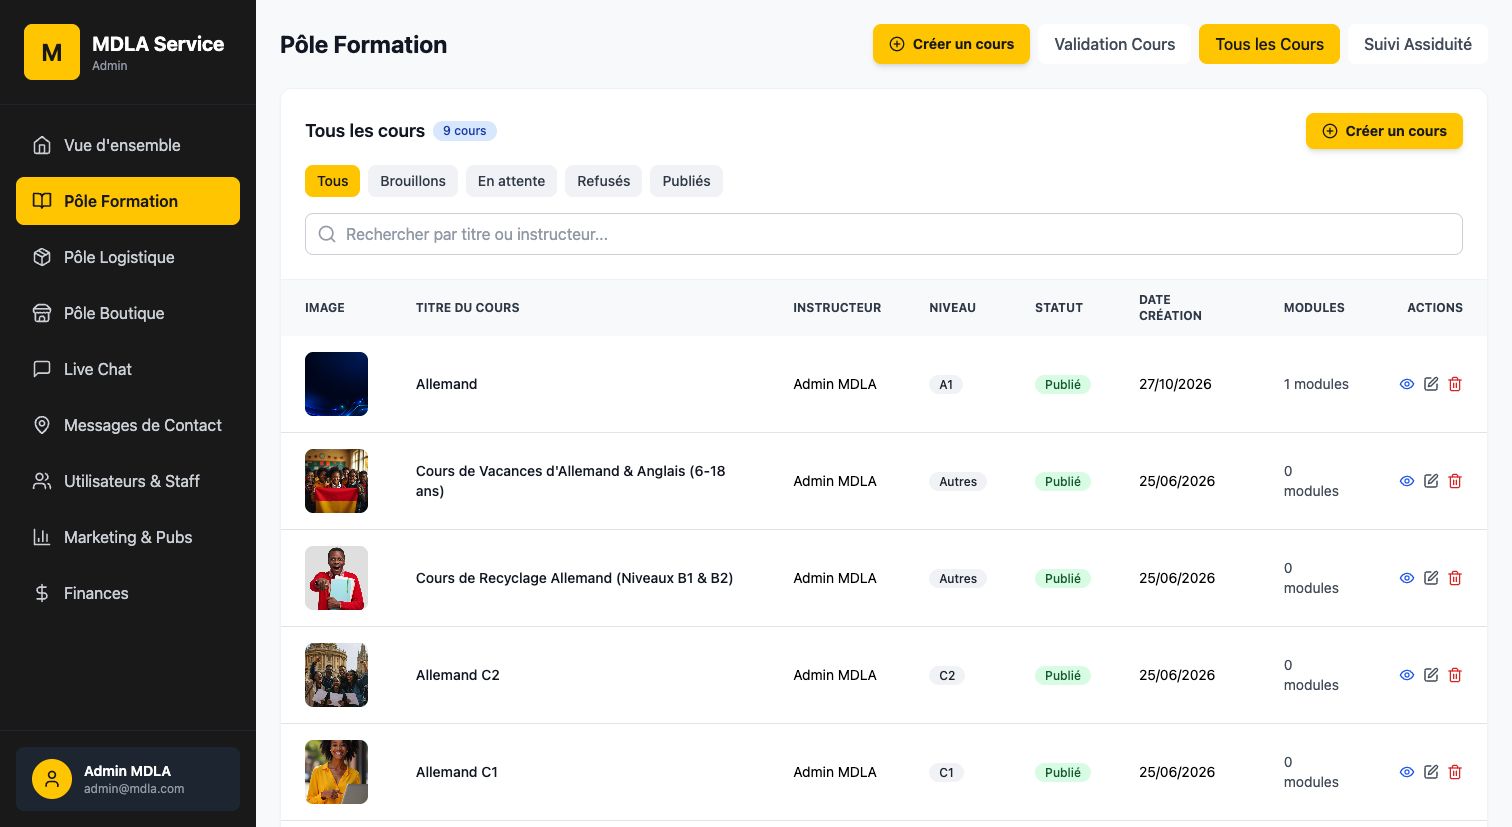 M
MDLA Service
Admin
Vue d'ensemble
Pôle Formation
Pôle Logistique
Pôle Boutique
Live Chat
Messages de Contact
Utilisateurs & Staff
Marketing & Pubs
Finances
Admin MDLA
admin@mdla.com
Pôle Formation
Créer un cours
Validation Cours
Tous les Cours
Suivi Assiduité
Tous les cours
9 cours
Créer un cours
Tous
Brouillons
En attente
Refusés
Publiés
Rechercher par titre ou instructeur...
IMAGE
TITRE DU COURS
INSTRUCTEUR
NIVEAU
STATUT
DATE
CRÉATION
MODULES
ACTIONS
Allemand
Admin MDLA
A1
Publié
27/10/2026
1 modules
Cours de Vacances d'Allemand & Anglais (6-18
ans)
Admin MDLA
Autres
Publié
25/06/2026
0
modules
Cours de Recyclage Allemand (Niveaux B1 & B2)
Admin MDLA
Autres
Publié
25/06/2026
0
modules
Allemand C2
Admin MDLA
C2
Publié
25/06/2026
0
modules
Allemand C1
Admin MDLA
C1
Publié
25/06/2026
0
modules